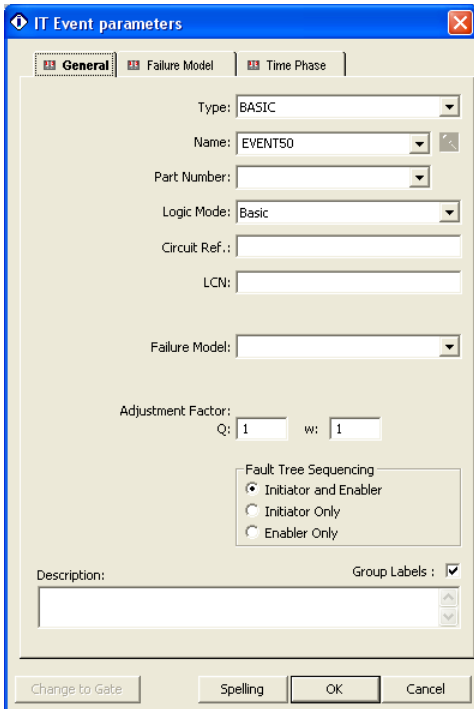 IT Event parameters
General Failure Model Time Phase
Type: BASIC
Name: EVENT50
Part Number:
Logic Mode: Basic
Circuit Ref.:
LCN:
Failure Model:
Adjustment Factor:
Q: 1 w: 1
Fault Tree Sequencing
Initiator and Enabler
Initiator Only
Enabler Only
Description: Group Labels :
Change to Gate Spelling OK Cancel